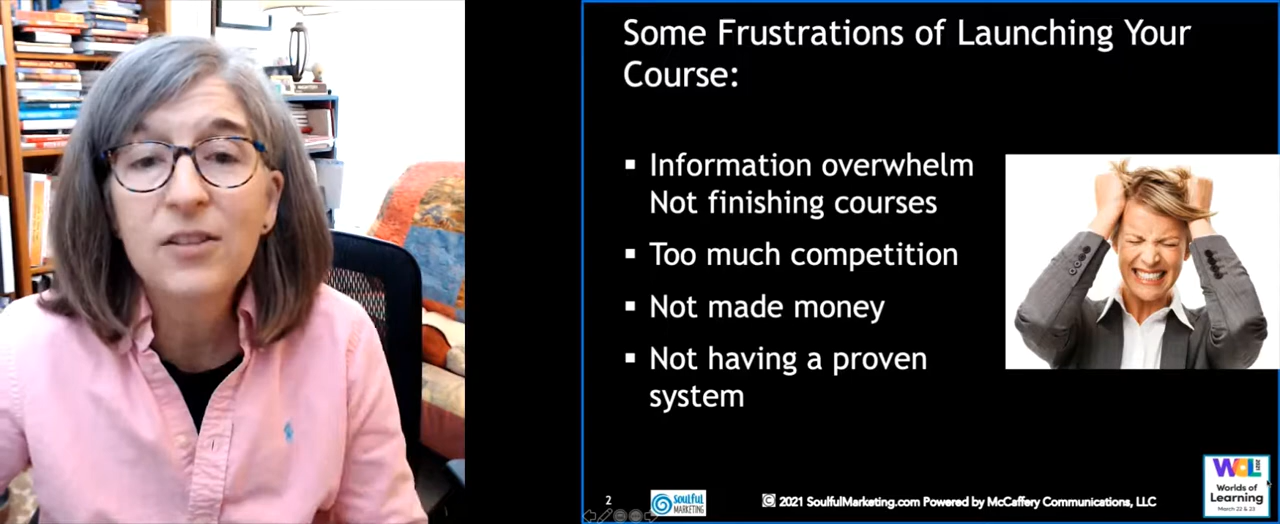 Some Frustrations of Launching Your
Course:
▪ Information overwhelm
Not finishing courses
▪ Too much competition
▪ Not made money
▪ Not having a proven
system
2
soulful
MARKETING
© 2021 SoulfulMarketing.com Powered by McCaffery Communications, LLC
WOL
2021
Worlds of
Learning
March 22 & 23